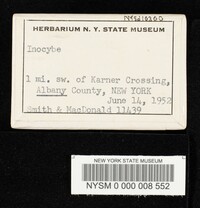 HERBARIUM N. Y. STATE MUSEUM
Inocybe
1 mi. sw. of Karner Crossing,
Albany County, NEW YORK
June 14, 1952
Smith & MacDonald 11439
NEW YORK STATE MUSEUM
NYSM 0 000 008 552